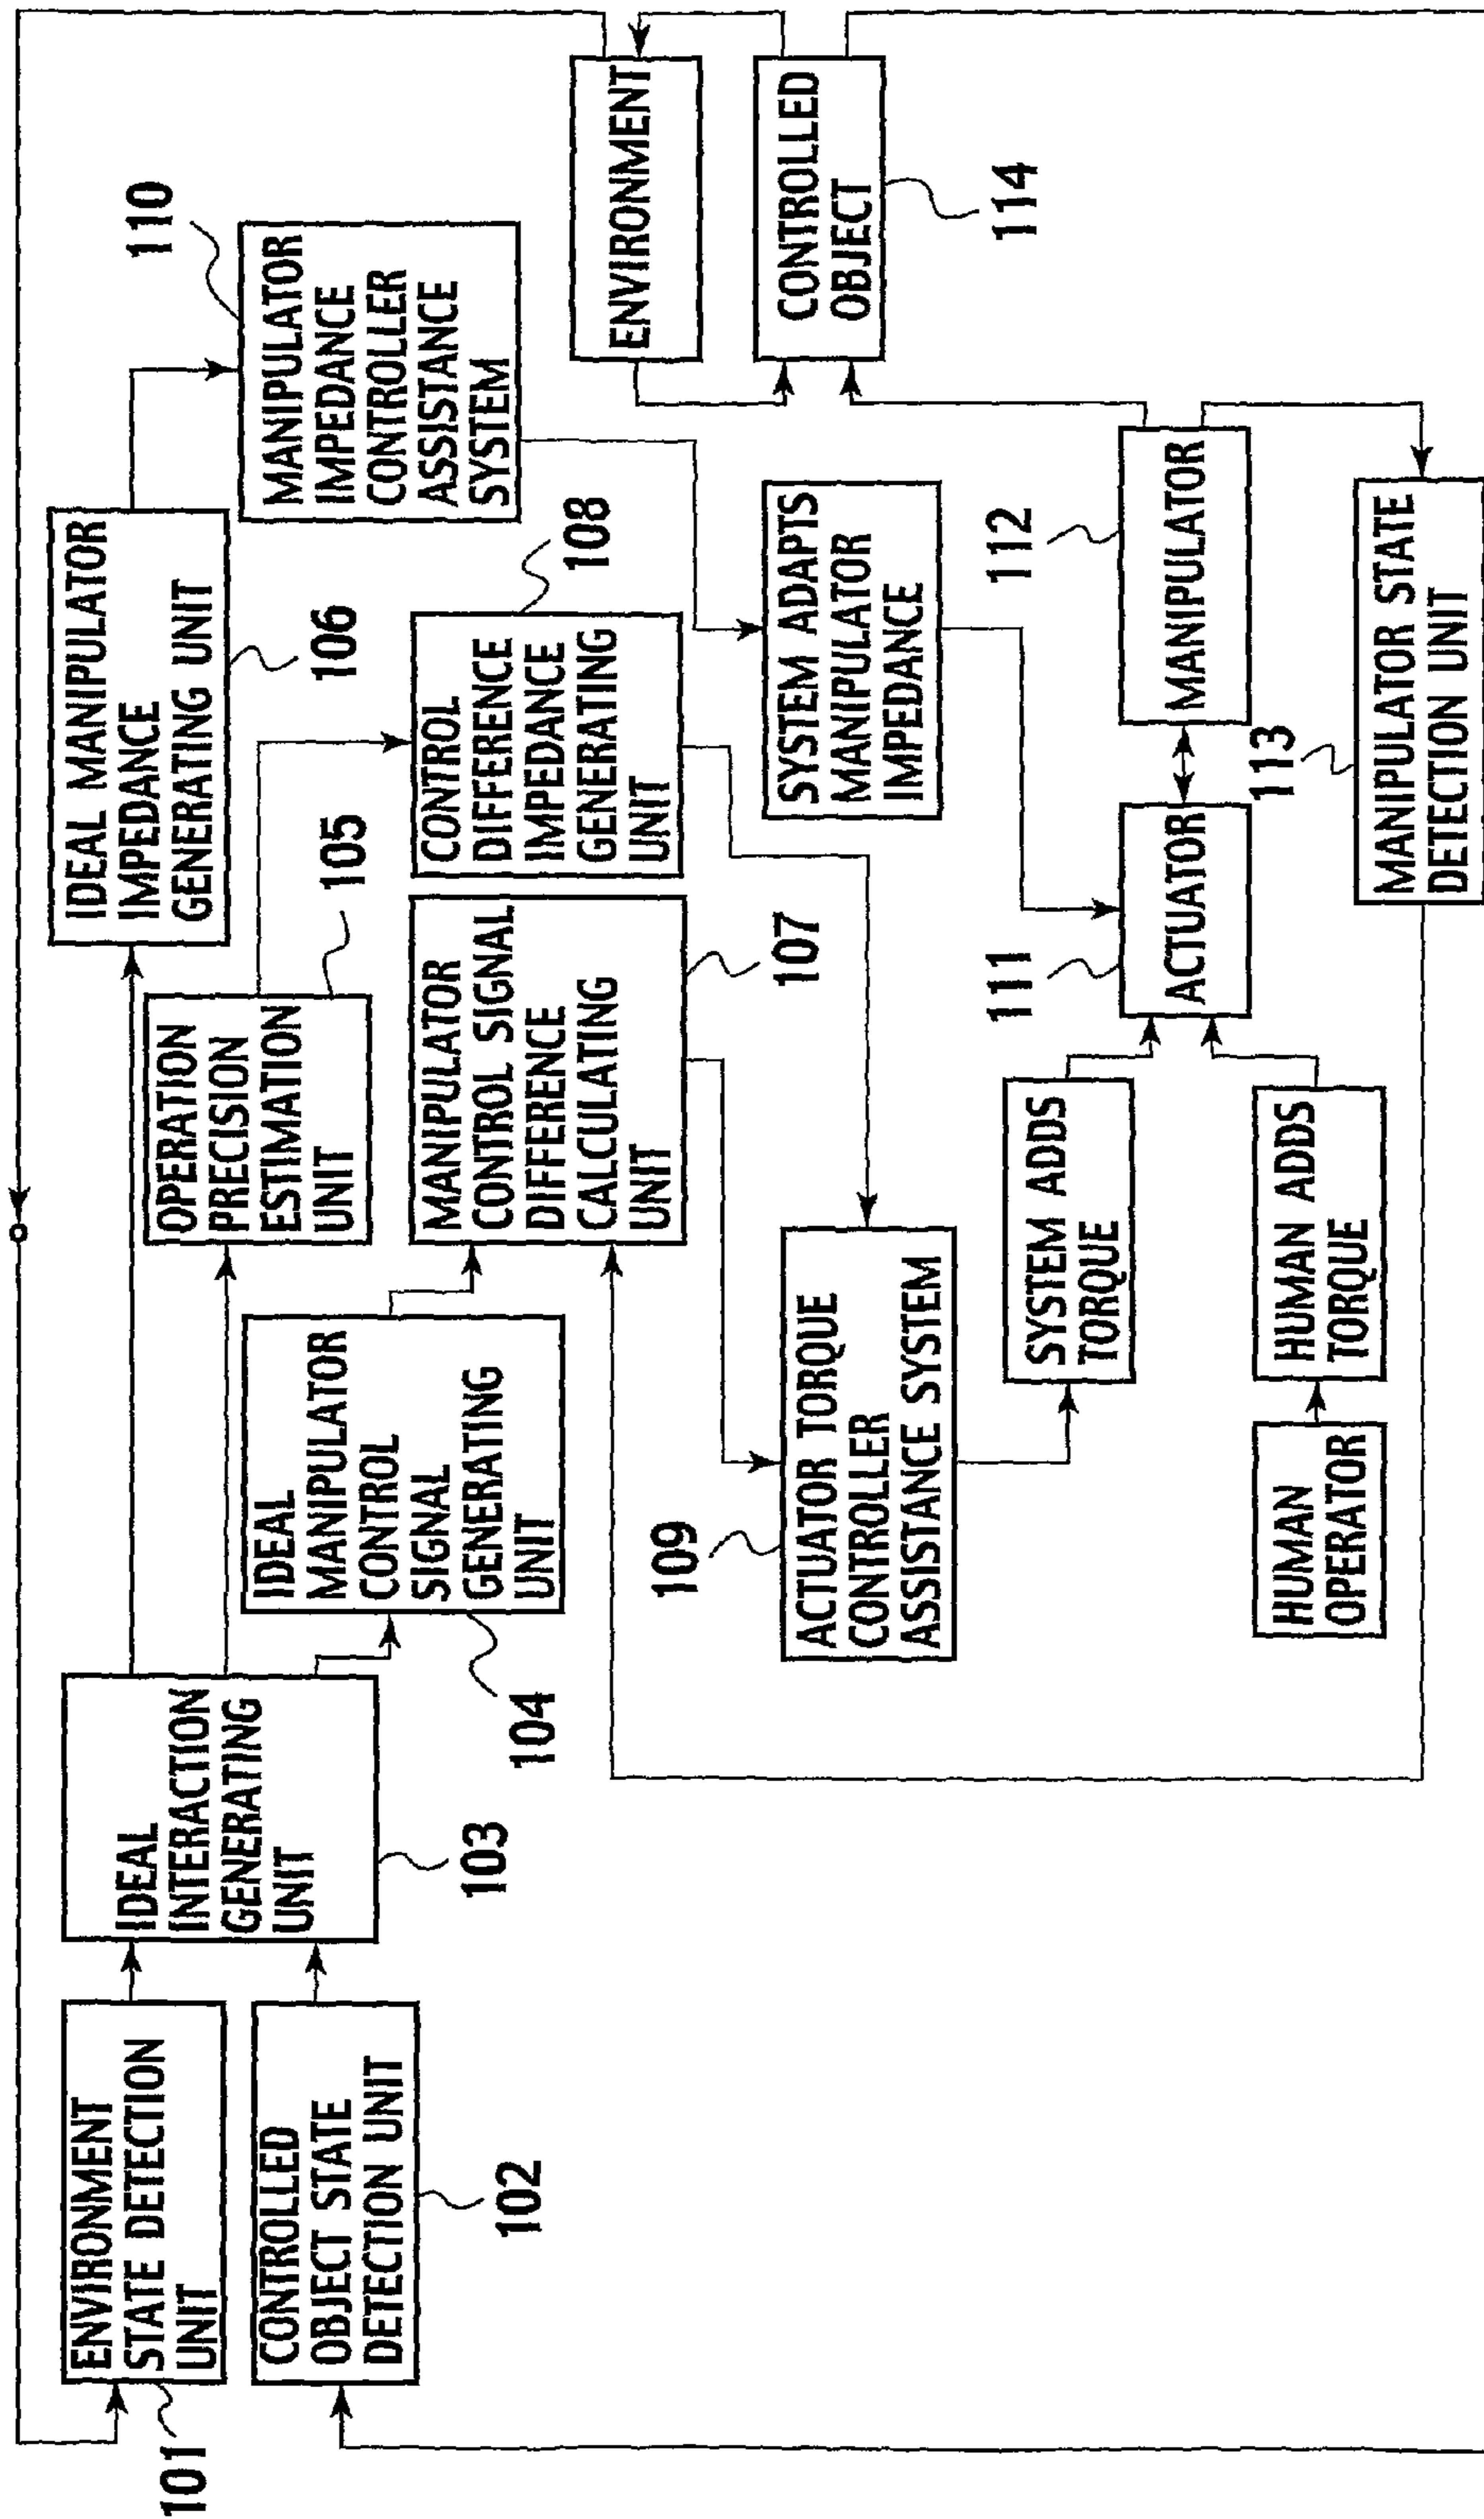 101
ENVIRONMENT
STATE DETECTION
UNIT
CONTROLLED
OBJECT STATE
DETECTION UNIT
102
IDEAL
INTERACTION
GENERATING
UNIT
103
IDEAL
MANIPULATOR
CONTROL
SIGNAL
GENERATING
UNIT
104
OPERATION
PRECISION
ESTIMATION
UNIT
105
IDEAL MANIPULATOR
IMPEDANCE
GENERATING UNIT
106
MANIPULATOR
CONTROL SIGNAL
DIFFERENCE
CALCULATING
UNIT
107
CONTROL
DIFFERENCE
IMPEDANCE
GENERATING
UNIT
108
109
ACTUATOR TORQUE
CONTROLLER
ASSISTANCE SYSTEM
110
MANIPULATOR
IMPEDANCE
CONTROLLER
ASSISTANCE
SYSTEM
SYSTEM ADAPTS
MANIPULATOR
IMPEDANCE
SYSTEM ADDS
TORQUE
HUMAN
OPERATOR
HUMAN ADDS
TORQUE
111
ACTUATOR
112
MANIPULATOR
113
MANIPULATOR STATE
DETECTION UNIT
ENVIRONMENT
CONTROLLED
OBJECT
114